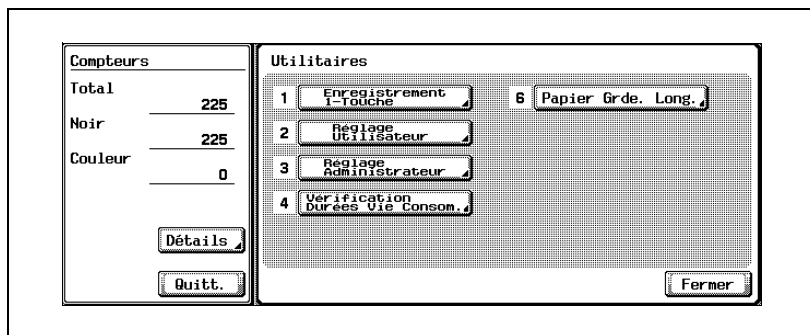 Compteurs
Total
225
Noir
225
Couleur
0
Détails
Quitt.
Utilitaires
1 Enregistrement
1-Touche
2 Réglage
Utilisateur
3 Réglage
Administrateur
4 Vérification
Durées Vie Consom.
6 Papier Grde. Long.
Fermer